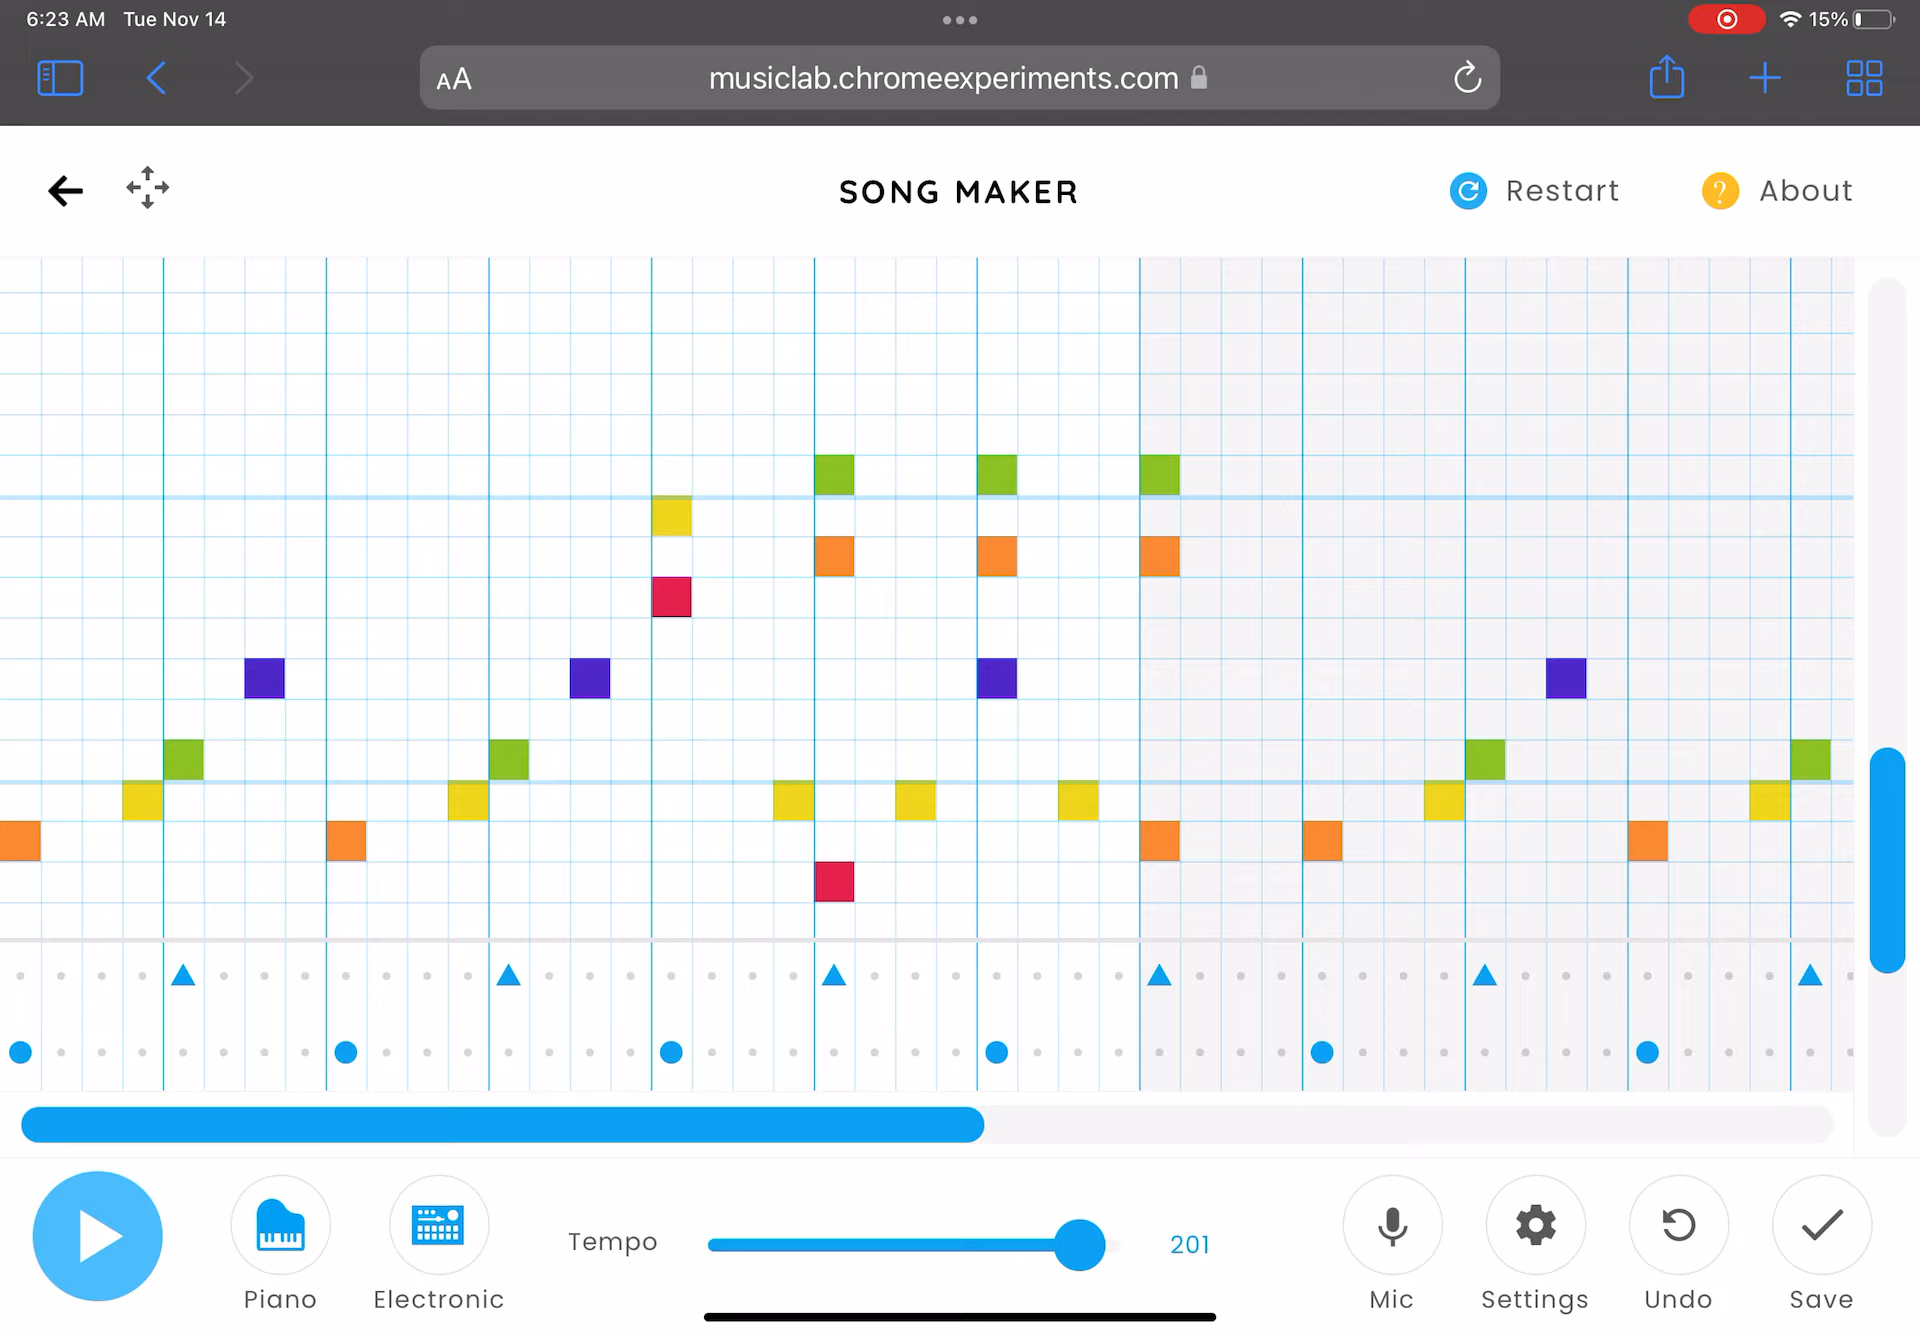 6:23 AM Tue Nov 14
15%
AA
musiclab.chromeexperiments.com
SONG MAKER
Restart
? About
Tempo
201
Piano
Electronic
Mic
Settings
Undo
Save